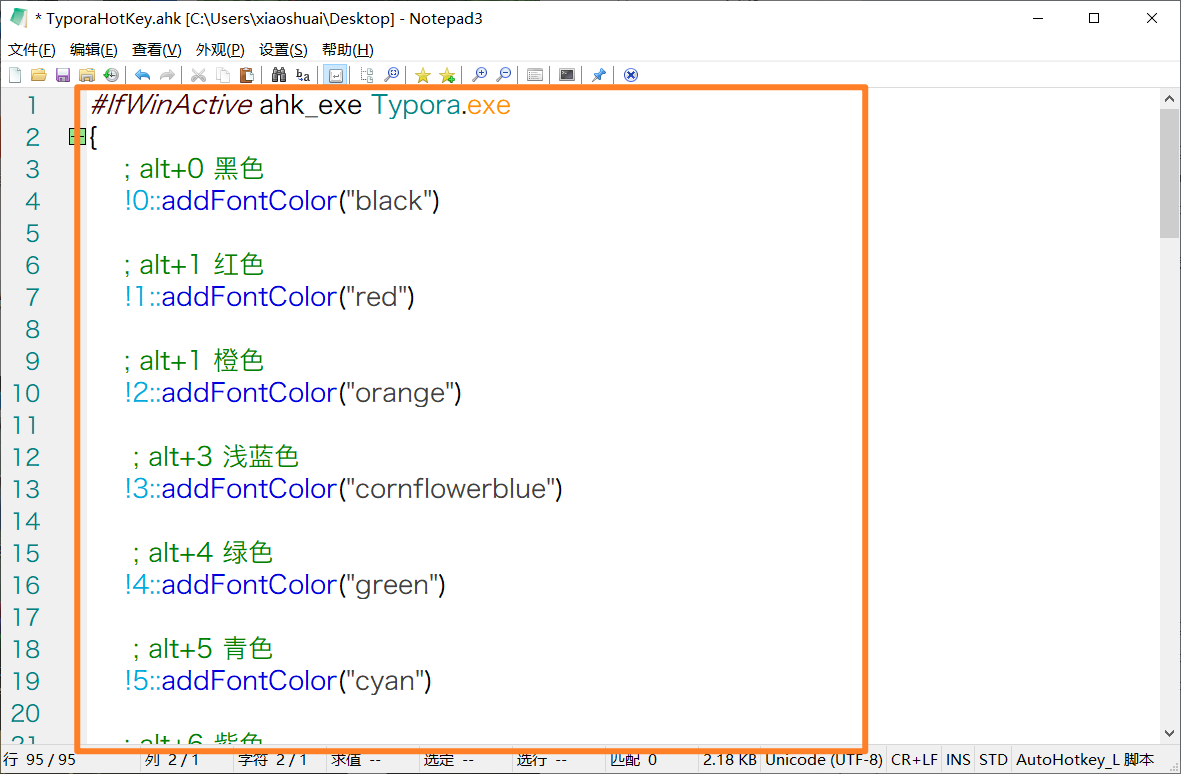 * TyporaHotKey.ahk [C:\Users\xiaoshuai\Desktop] - Notepad3
文件(F) 编辑(E) 查看(V) 外观(P) 设置(S) 帮助(H)
1 #IfWinActive ahk_exe Typora.exe
2 {
3 ; alt+0 黑色
4 !0::addFontColor("black")
5
6 ; alt+1 红色
7 !1::addFontColor("red")
8
9 ; alt+1 橙色
10 !2::addFontColor("orange")
11
12 ; alt+3 浅蓝色
13 !3::addFontColor("cornflowerblue")
14
15 ; alt+4 绿色
16 !4::addFontColor("green")
17
18 ; alt+5 青色
19 !5::addFontColor("cyan")
20
21 ; alt+6 紫色
行 95 / 95 列 2 / 1 字符 2 / 1 求值 -- 选定 -- 选行 -- 匹配 0 2.18 KB Unicode (UTF-8) CR+LF INS STD AutoHotkey_L 脚本